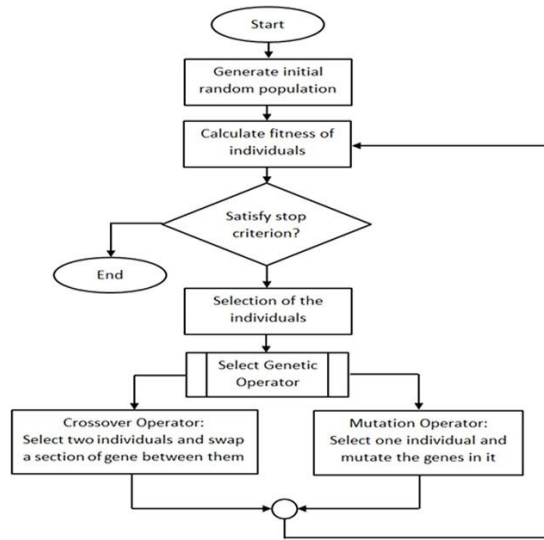 Start
Generate initial
random population
Calculate fitness of
individuals
Satisfy stop
criterion?
End
Selection of the
individuals
Select Genetic
Operator
Crossover Operator:
Select two individuals and swap
a section of gene between them
Mutation Operator:
Select one individual and
mutate the genes in it